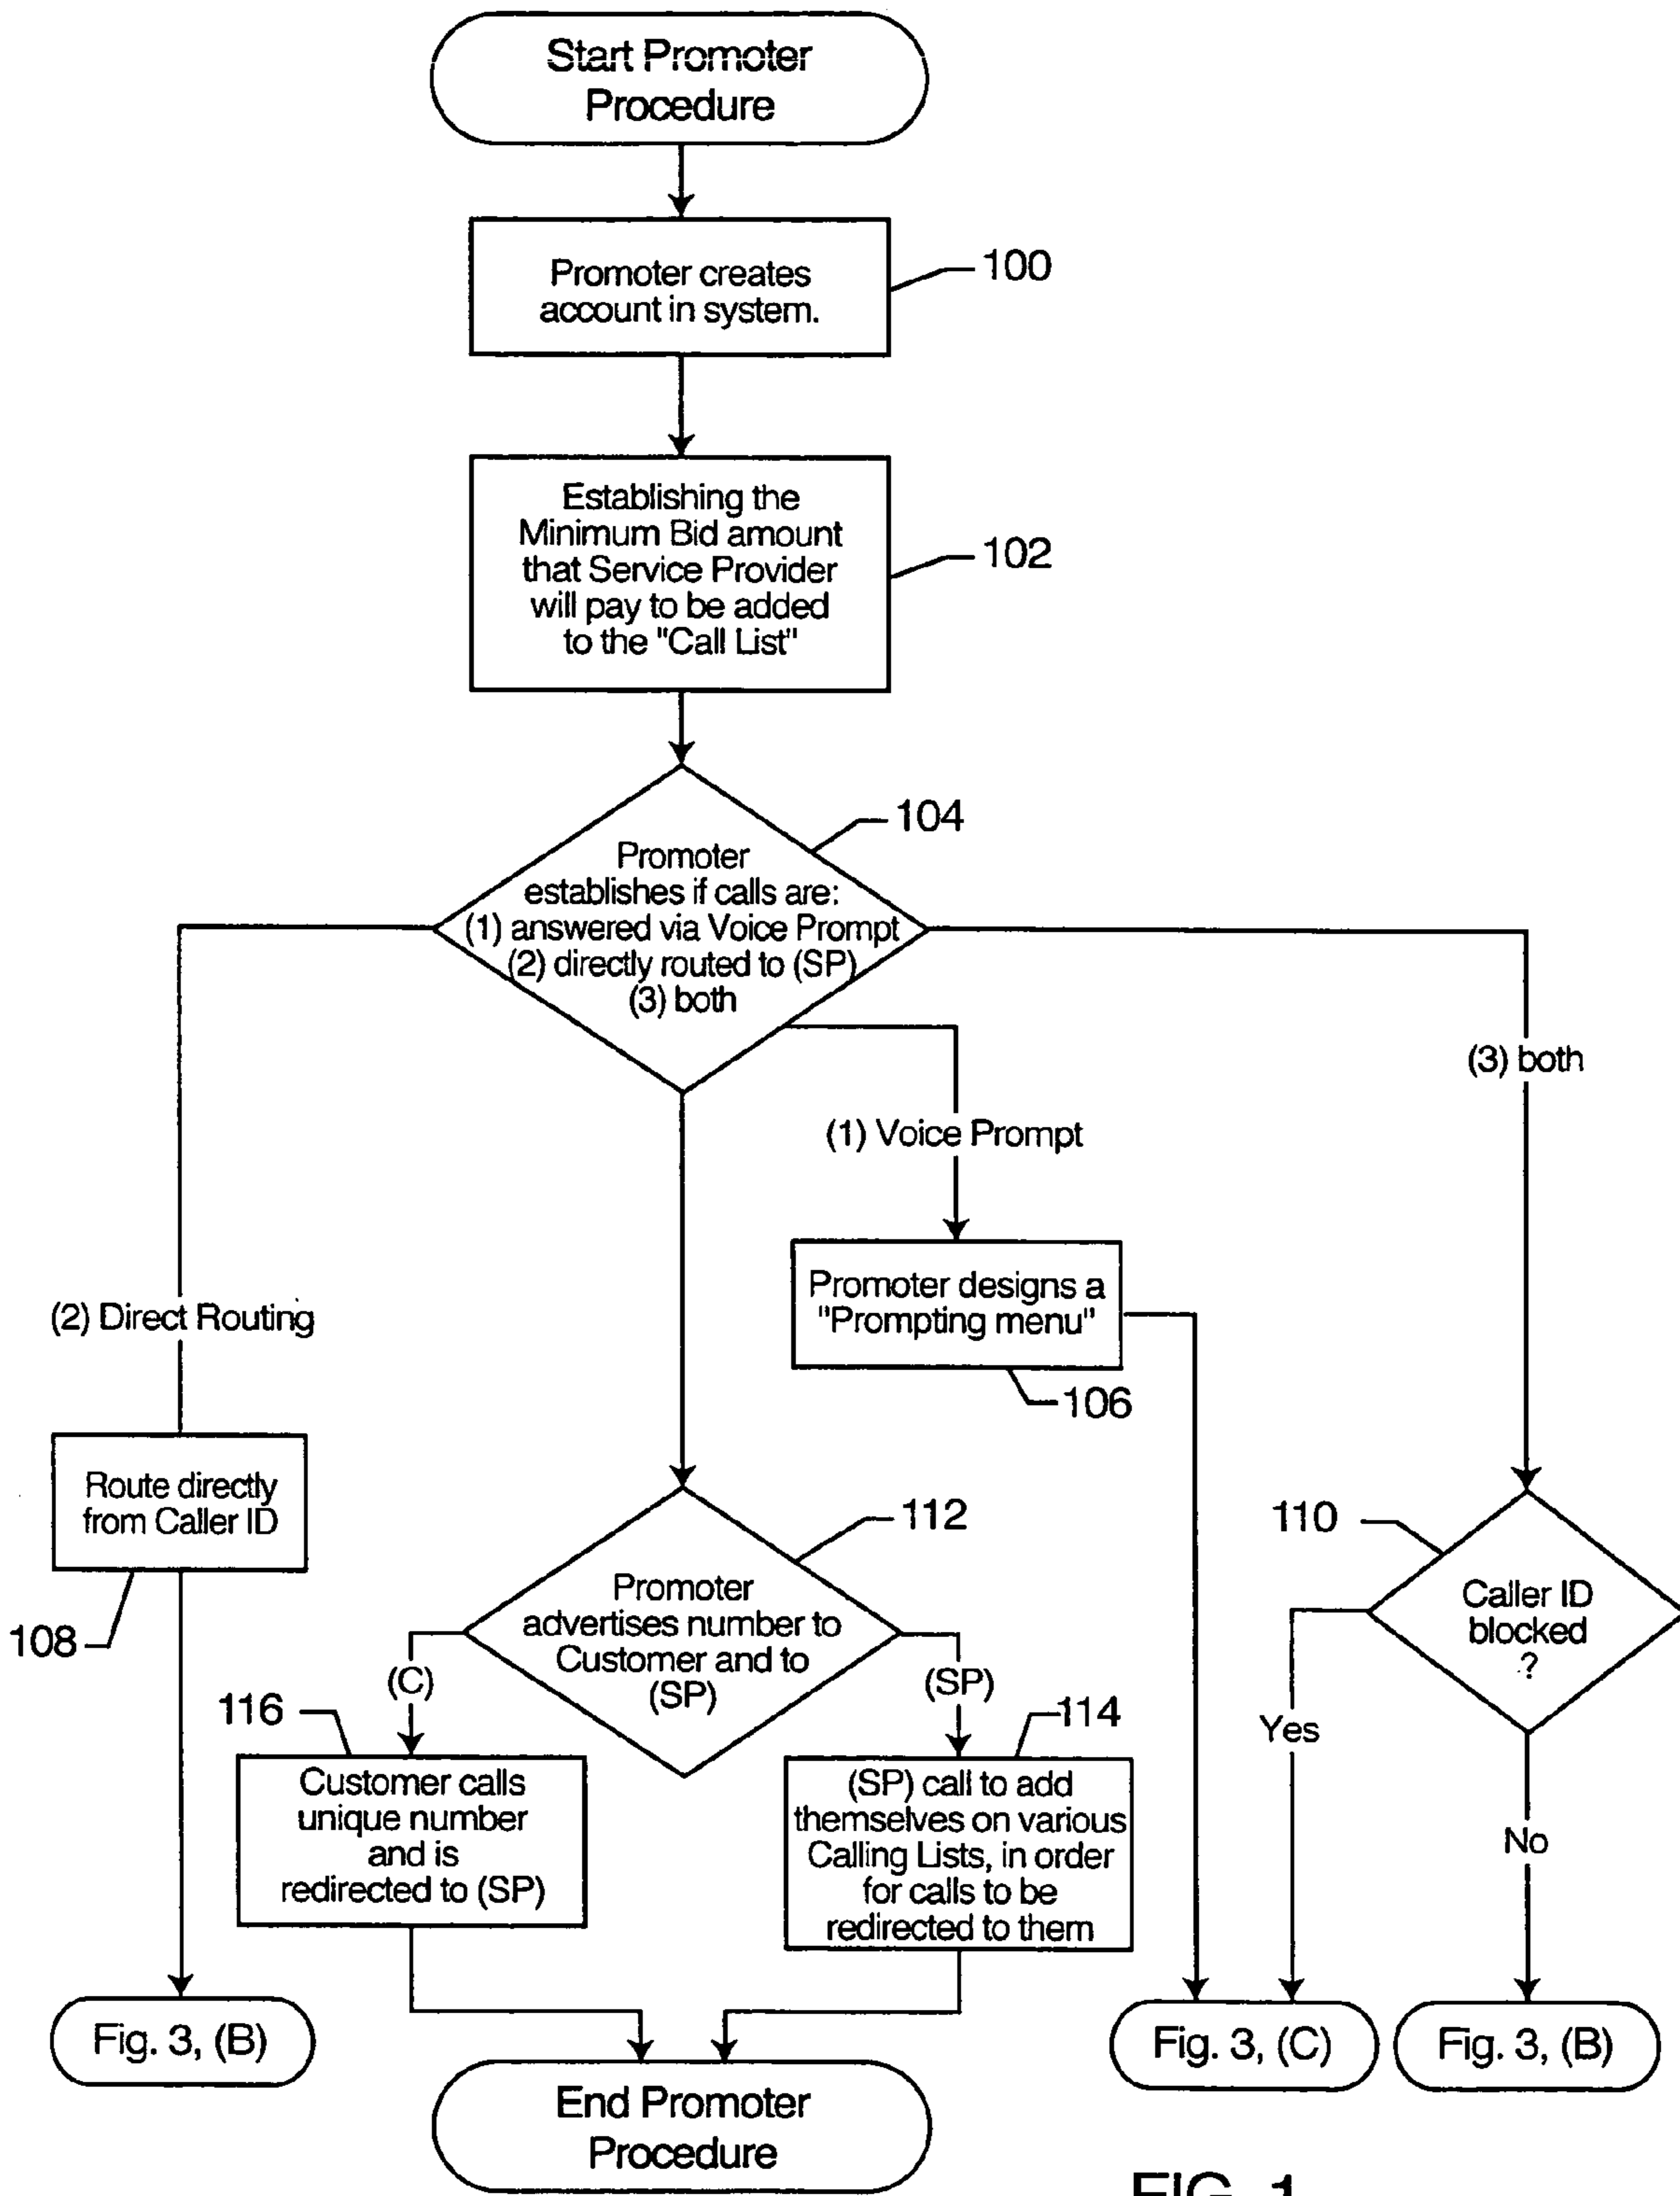 Start Promoter
Procedure
Promoter creates
account in system.
100
Establishing the
Minimum Bid amount
that Service Provider
will pay to be added
to the "Call List"
102
104
Promoter
establishes if calls are:
(1) answered via Voice Prompt
(2) directly routed to (SP)
(3) both
(3) both
(1) Voice Prompt
(2) Direct Routing
Promoter designs a
"Prompting menu"
106
Route directly
from Caller ID
108
112
Promoter
advertises number to
Customer and to
(SP)
110
Caller ID
blocked
?
(C)
(SP)
116
114
Yes
No
Customer calls
unique number
and is
redirected to (SP)
(SP) call to add
themselves on various
Calling Lists, in order
for calls to be
redirected to them
Fig. 3, (B)
Fig. 3, (C)
Fig. 3, (B)
End Promoter
Procedure
FIG. 1